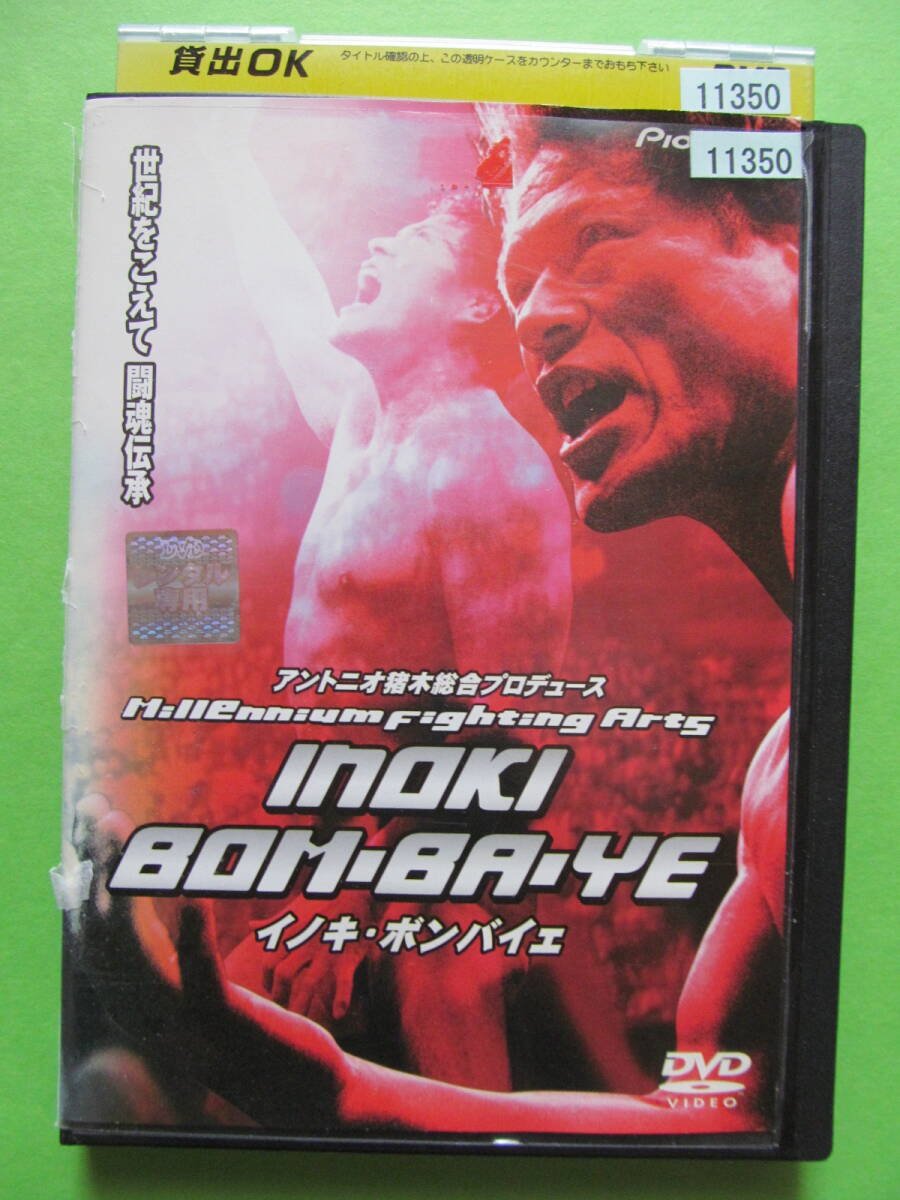 貸出OK
タイトル確認の上、この透明ケースをカウンターまでおもち下さい
11350
11350
世紀をこえて 闘魂伝承
DVD
レンタル
専用
アントニオ猪木総合プロデュース
Millennium Fighting Arts
INOKI
BOM・BA・YE
イノキ・ボンバイエ
DVD
VIDEO